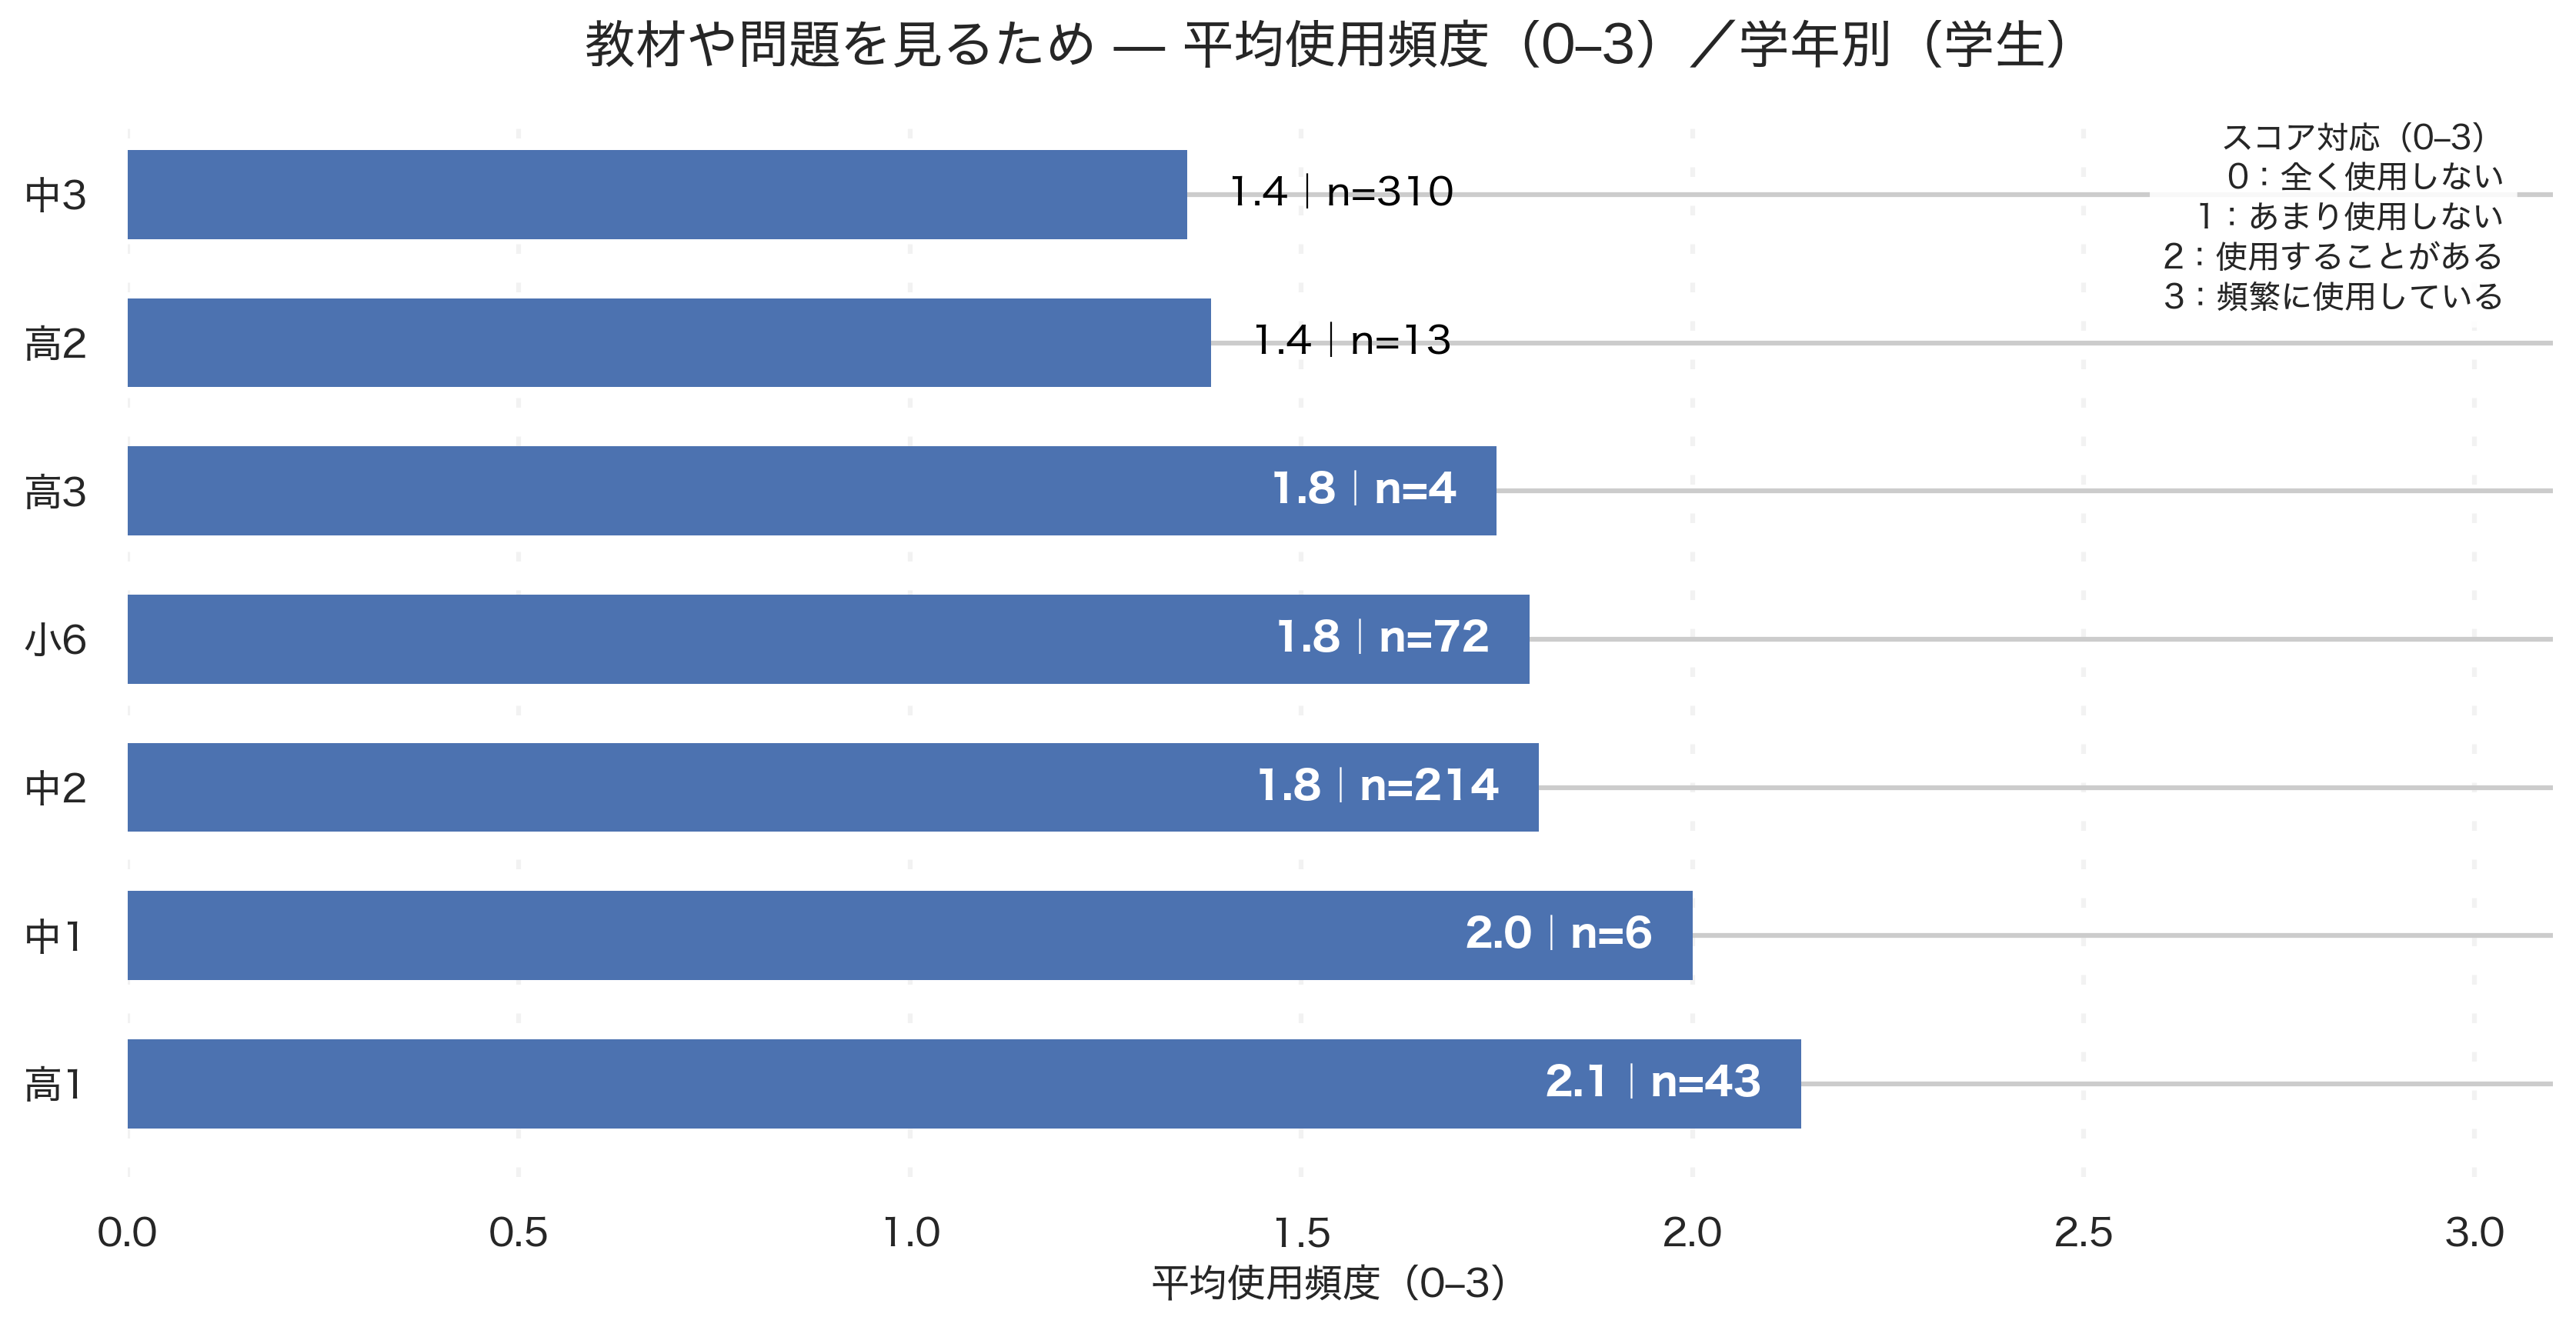 教材や問題を見るため — 平均使用頻度（0–3）／学年別（学生）
スコア対応（0–3）
0：全く使用しない
1：あまり使用しない
2：使用することがある
3：頻繁に使用している
中3
1.4｜n=310
高2
1.4｜n=13
高3
1.8｜n=4
小6
1.8｜n=72
中2
1.8｜n=214
中1
2.0｜n=6
高1
2.1｜n=43
0.0 0.5 1.0 1.5 2.0 2.5 3.0
平均使用頻度（0–3）